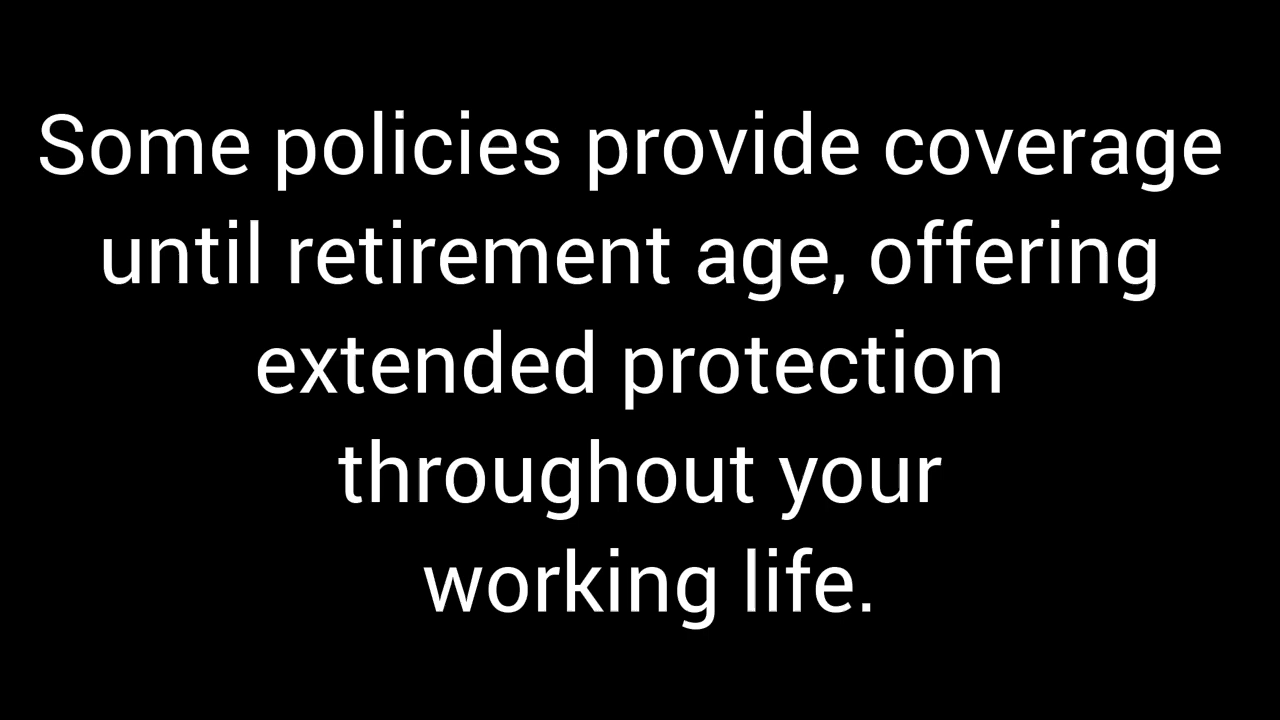 Some policies provide coverage
until retirement age, offering
extended protection
throughout your
working life.